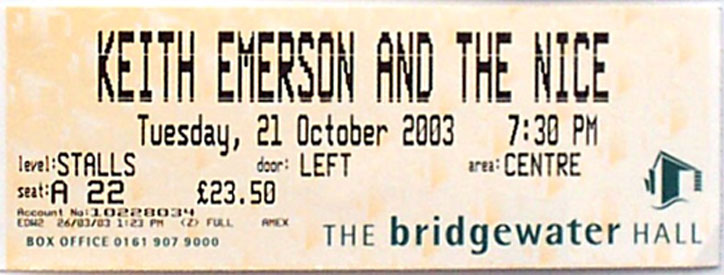 KEITH EMERSON AND THE NICE
Tuesday, 21 October 2003 7:30 PM
level:STALLS door: LEFT area:CENTRE
seat:A 22 £23.50
Account No:10228034
EDW2 26/03/03 1:23 PM (Z) FULL AMEX
BOX OFFICE 0161 907 9000
THE bridgewater HALL